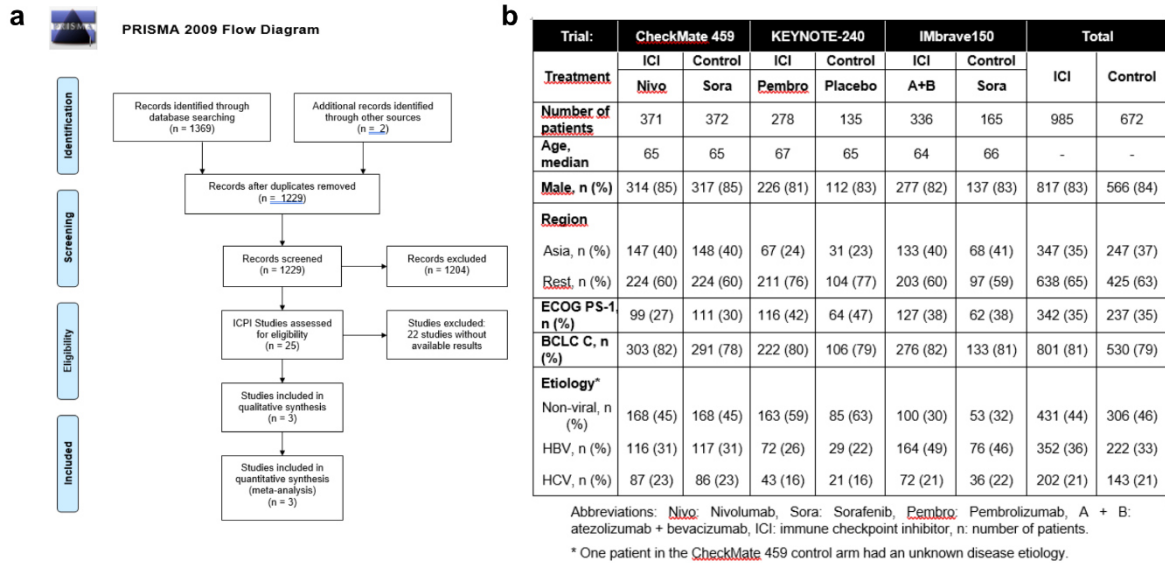 a
PRISMA
PRISMA 2009 Flow Diagram
Identification
Screening
Eligibility
Included
Records identified through
database searching
(n = 1369)
Additional records identified
through other sources
(n = 2)
Records after duplicates removed
(n = 1229)
Records screened
(n = 1229)
Records excluded
(n = 1204)
ICPI Studies assessed
for eligibility
(n = 25)
Studies excluded:
22 studies without
available results
Studies included in
qualitative synthesis
(n = 3)
Studies included in
quantitative synthesis
(meta-analysis)
(n = 3)
b
Trial: CheckMate 459 KEYNOTE-240 IMbrave150 Total
Treatment ICI Control ICI Control ICI Control ICI Control
Nivo Sora Pembro Placebo A+B Sora
Number of
patients 371 372 278 135 336 165 985 672
Age,
median 65 65 67 65 64 66 - -
Male, n (%) 314 (85) 317 (85) 226 (81) 112 (83) 277 (82) 137 (83) 817 (83) 566 (84)
Region
Asia, n (%) 147 (40) 148 (40) 67 (24) 31 (23) 133 (40) 68 (41) 347 (35) 247 (37)
Rest, n (%) 224 (60) 224 (60) 211 (76) 104 (77) 203 (60) 97 (59) 638 (65) 425 (63)
ECOG PS-1,
n (%) 99 (27) 111 (30) 116 (42) 64 (47) 127 (38) 62 (38) 342 (35) 237 (35)
BCLC C, n
(%) 303 (82) 291 (78) 222 (80) 106 (79) 276 (82) 133 (81) 801 (81) 530 (79)
Etiology*
Non-viral, n
(%) 168 (45) 168 (45) 163 (59) 85 (63) 100 (30) 53 (32) 431 (44) 306 (46)
HBV, n (%) 116 (31) 117 (31) 72 (26) 29 (22) 164 (49) 76 (46) 352 (36) 222 (33)
HCV, n (%) 87 (23) 86 (23) 43 (16) 21 (16) 72 (21) 36 (22) 202 (21) 143 (21)
Abbreviations: Nivo: Nivolumab, Sora: Sorafenib, Pembro: Pembrolizumab, A + B:
atezolizumab + bevacizumab, ICI: immune checkpoint inhibitor, n: number of patients.
* One patient in the CheckMate 459 control arm had an unknown disease etiology.